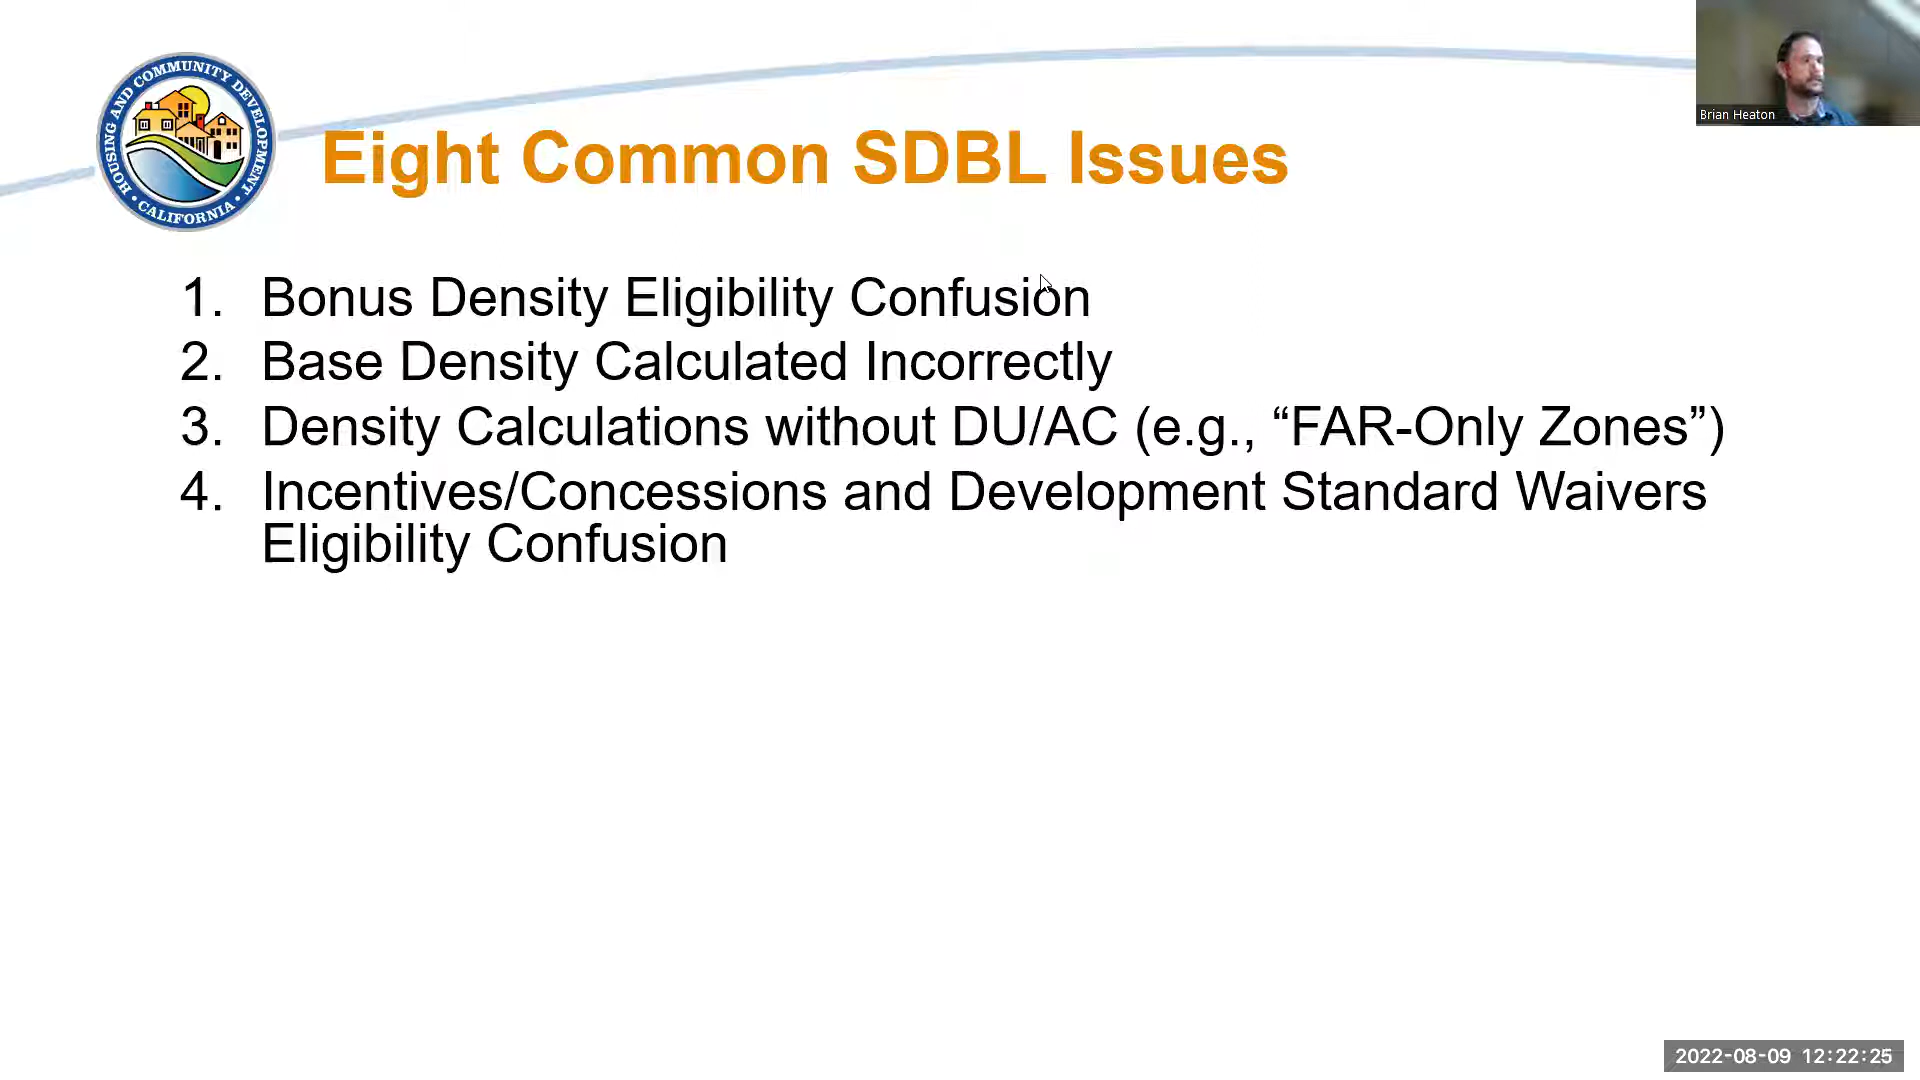 HOUSING AND COMMUNITY DEVELOPMENT
• CALIFORNIA •
Brian Heaton
Eight Common SDBL Issues
1. Bonus Density Eligibility Confusion
2. Base Density Calculated Incorrectly
3. Density Calculations without DU/AC (e.g., “FAR-Only Zones”)
4. Incentives/Concessions and Development Standard Waivers
Eligibility Confusion
2022-08-09 12:22:25